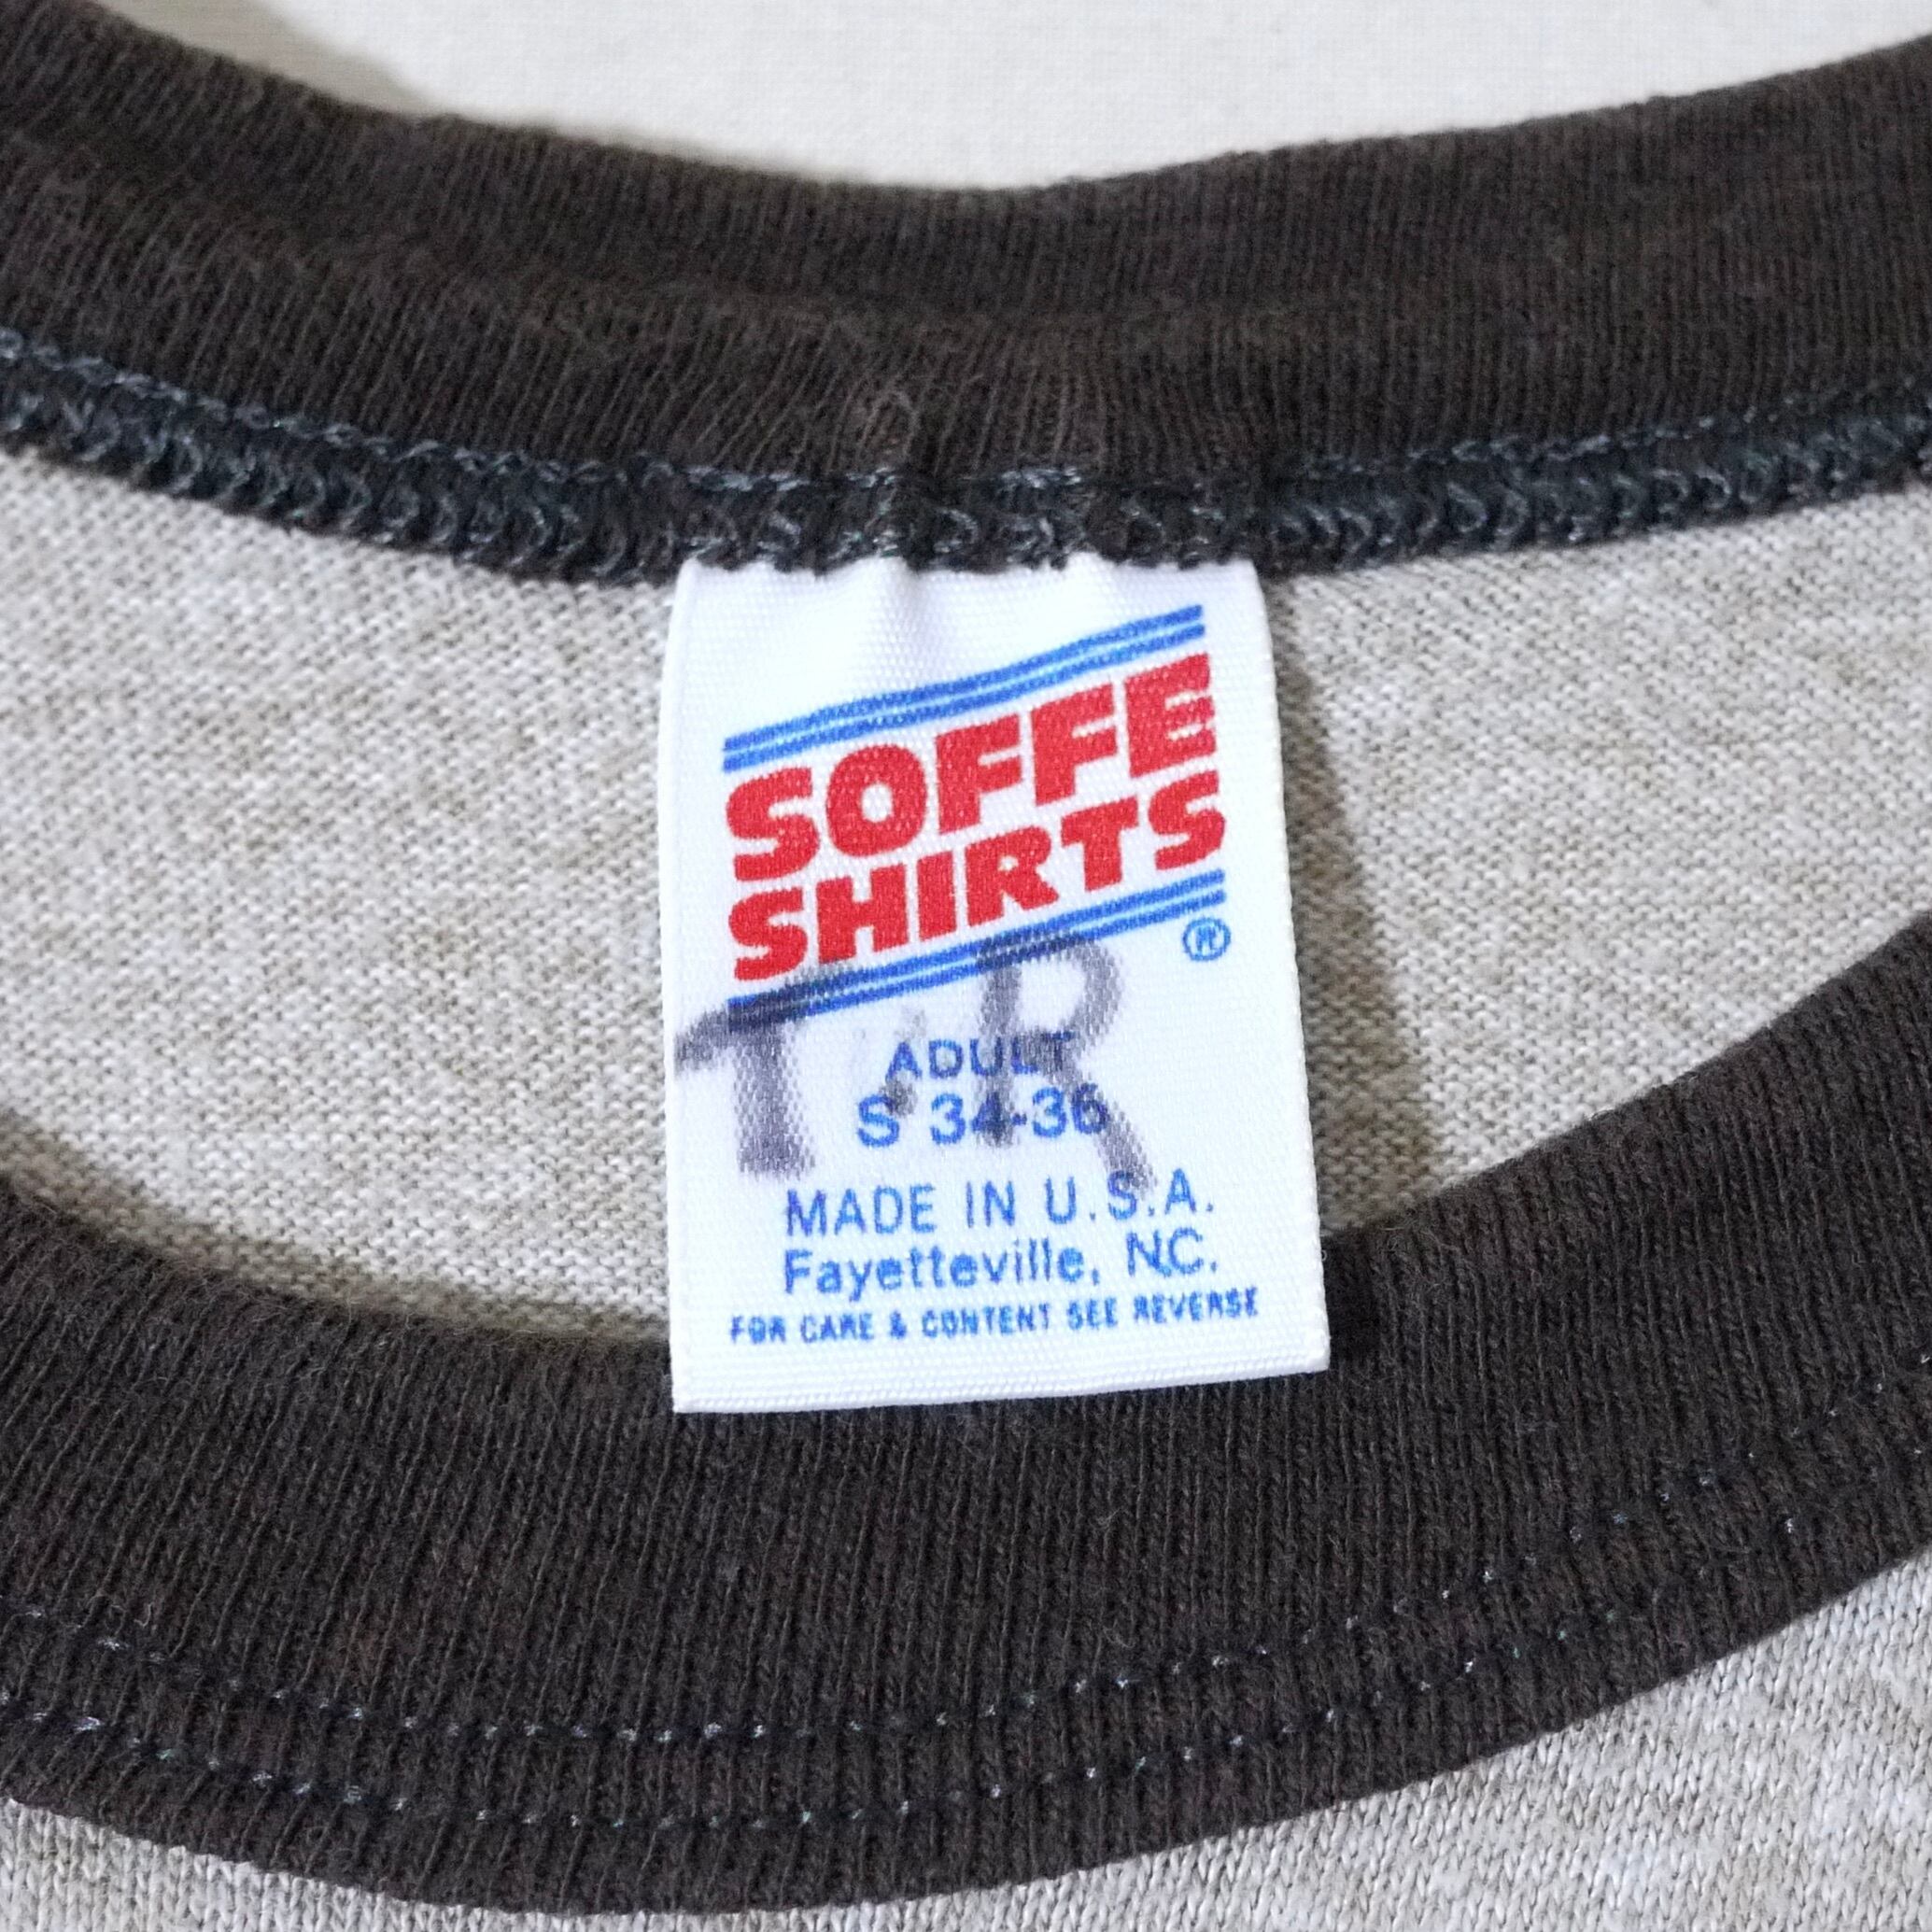 SOFFE
SHIRTS
®
T R
ADULT
S 34-36
MADE IN U.S.A.
Fayetteville, NC.
FOR CARE & CONTENT SEE REVERSE